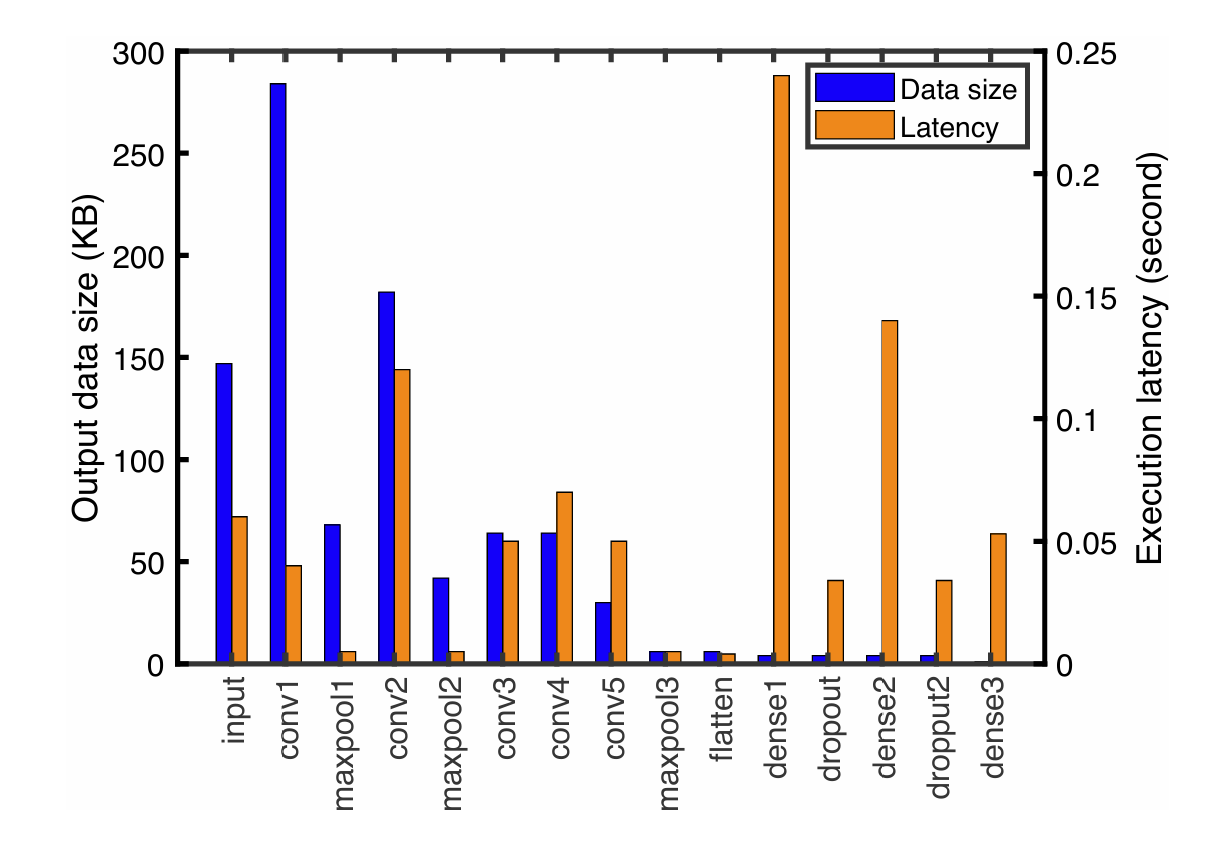 300
250
200
150
100
50
0
Output data size (KB)
0.25
0.2
0.15
0.1
0.05
0
Execution latency (second)
Data size
Latency
input
conv1
maxpool1
conv2
maxpool2
conv3
conv4
conv5
maxpool3
flatten
dense1
dropout
dense2
dropput2
dense3